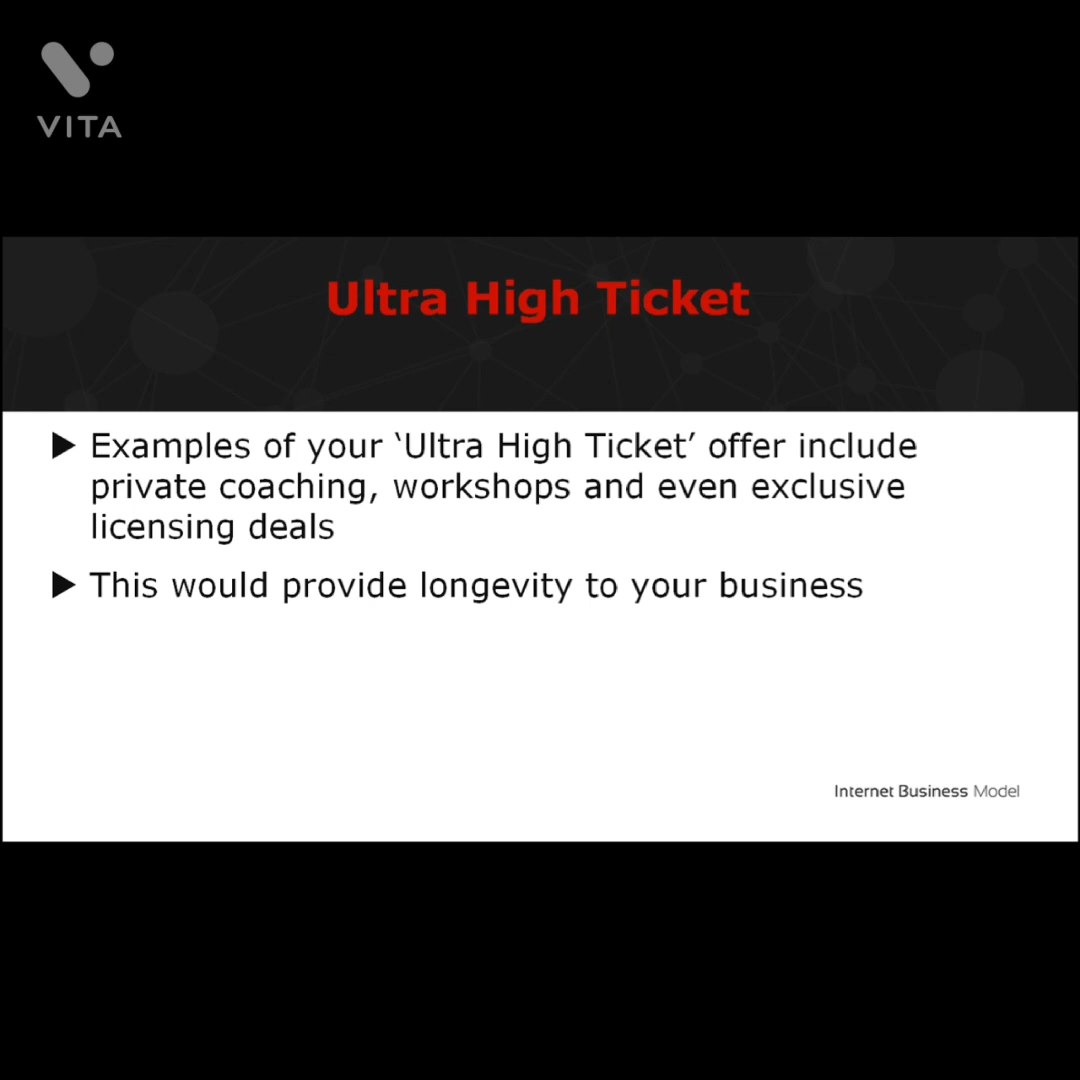 VITA
Ultra High Ticket
▶ Examples of your ‘Ultra High Ticket’ offer include
private coaching, workshops and even exclusive
licensing deals
▶ This would provide longevity to your business
Internet Business Model